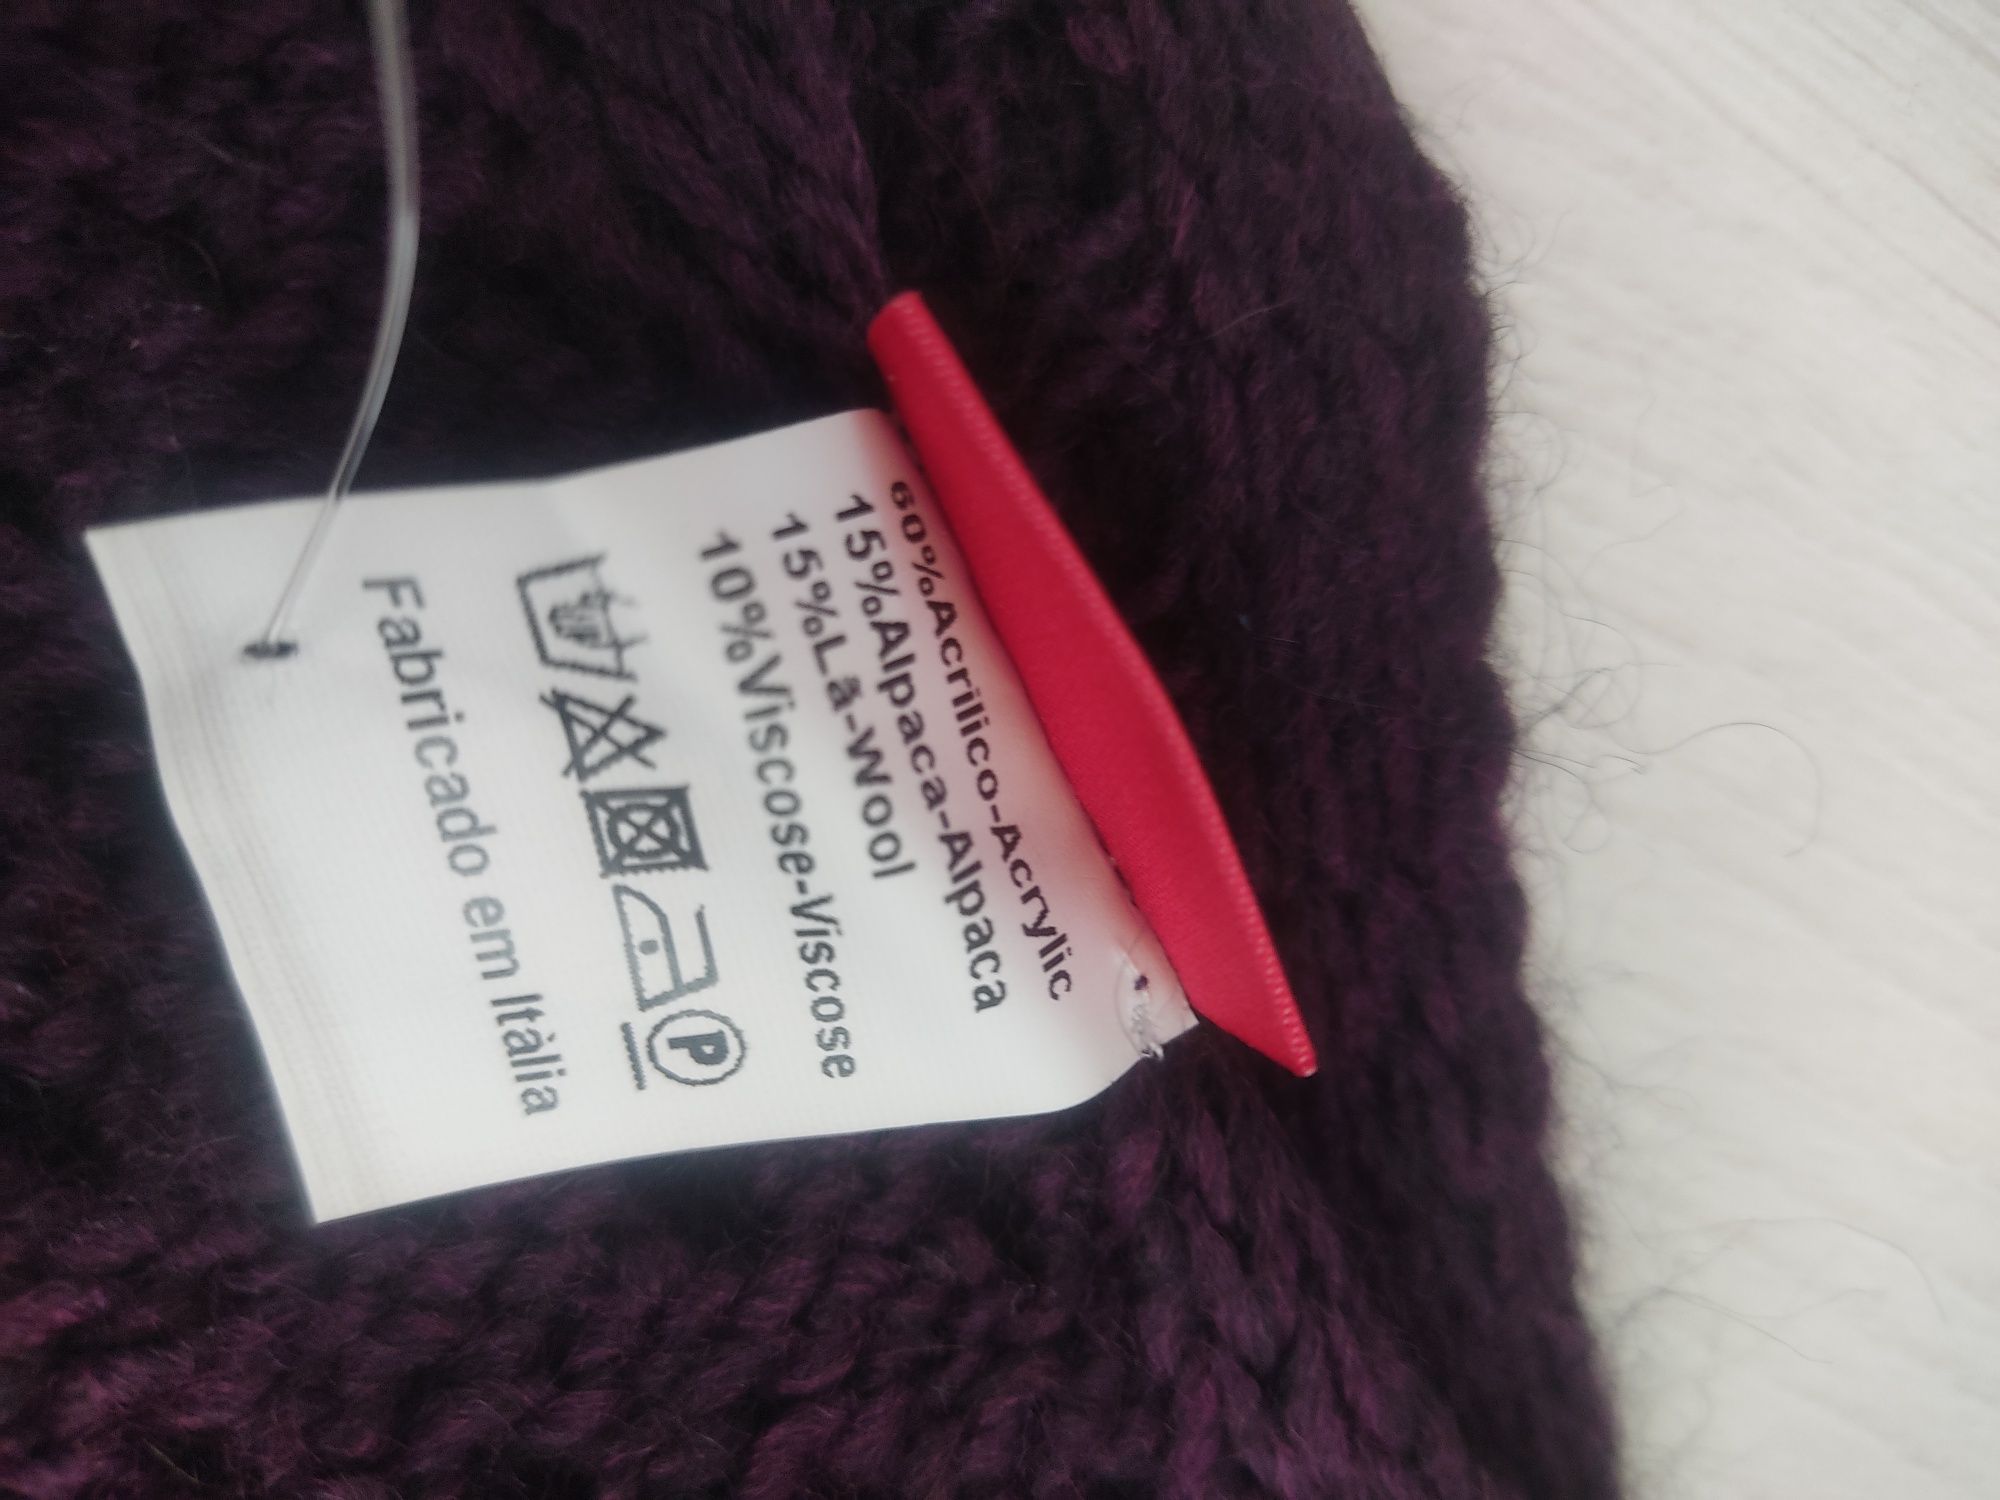 60%Acrilico-Acrylic
15%Alpaca-Alpaca
15%Lã-Wool
10%Viscose-Viscose
P
Fabricado em Itàlia